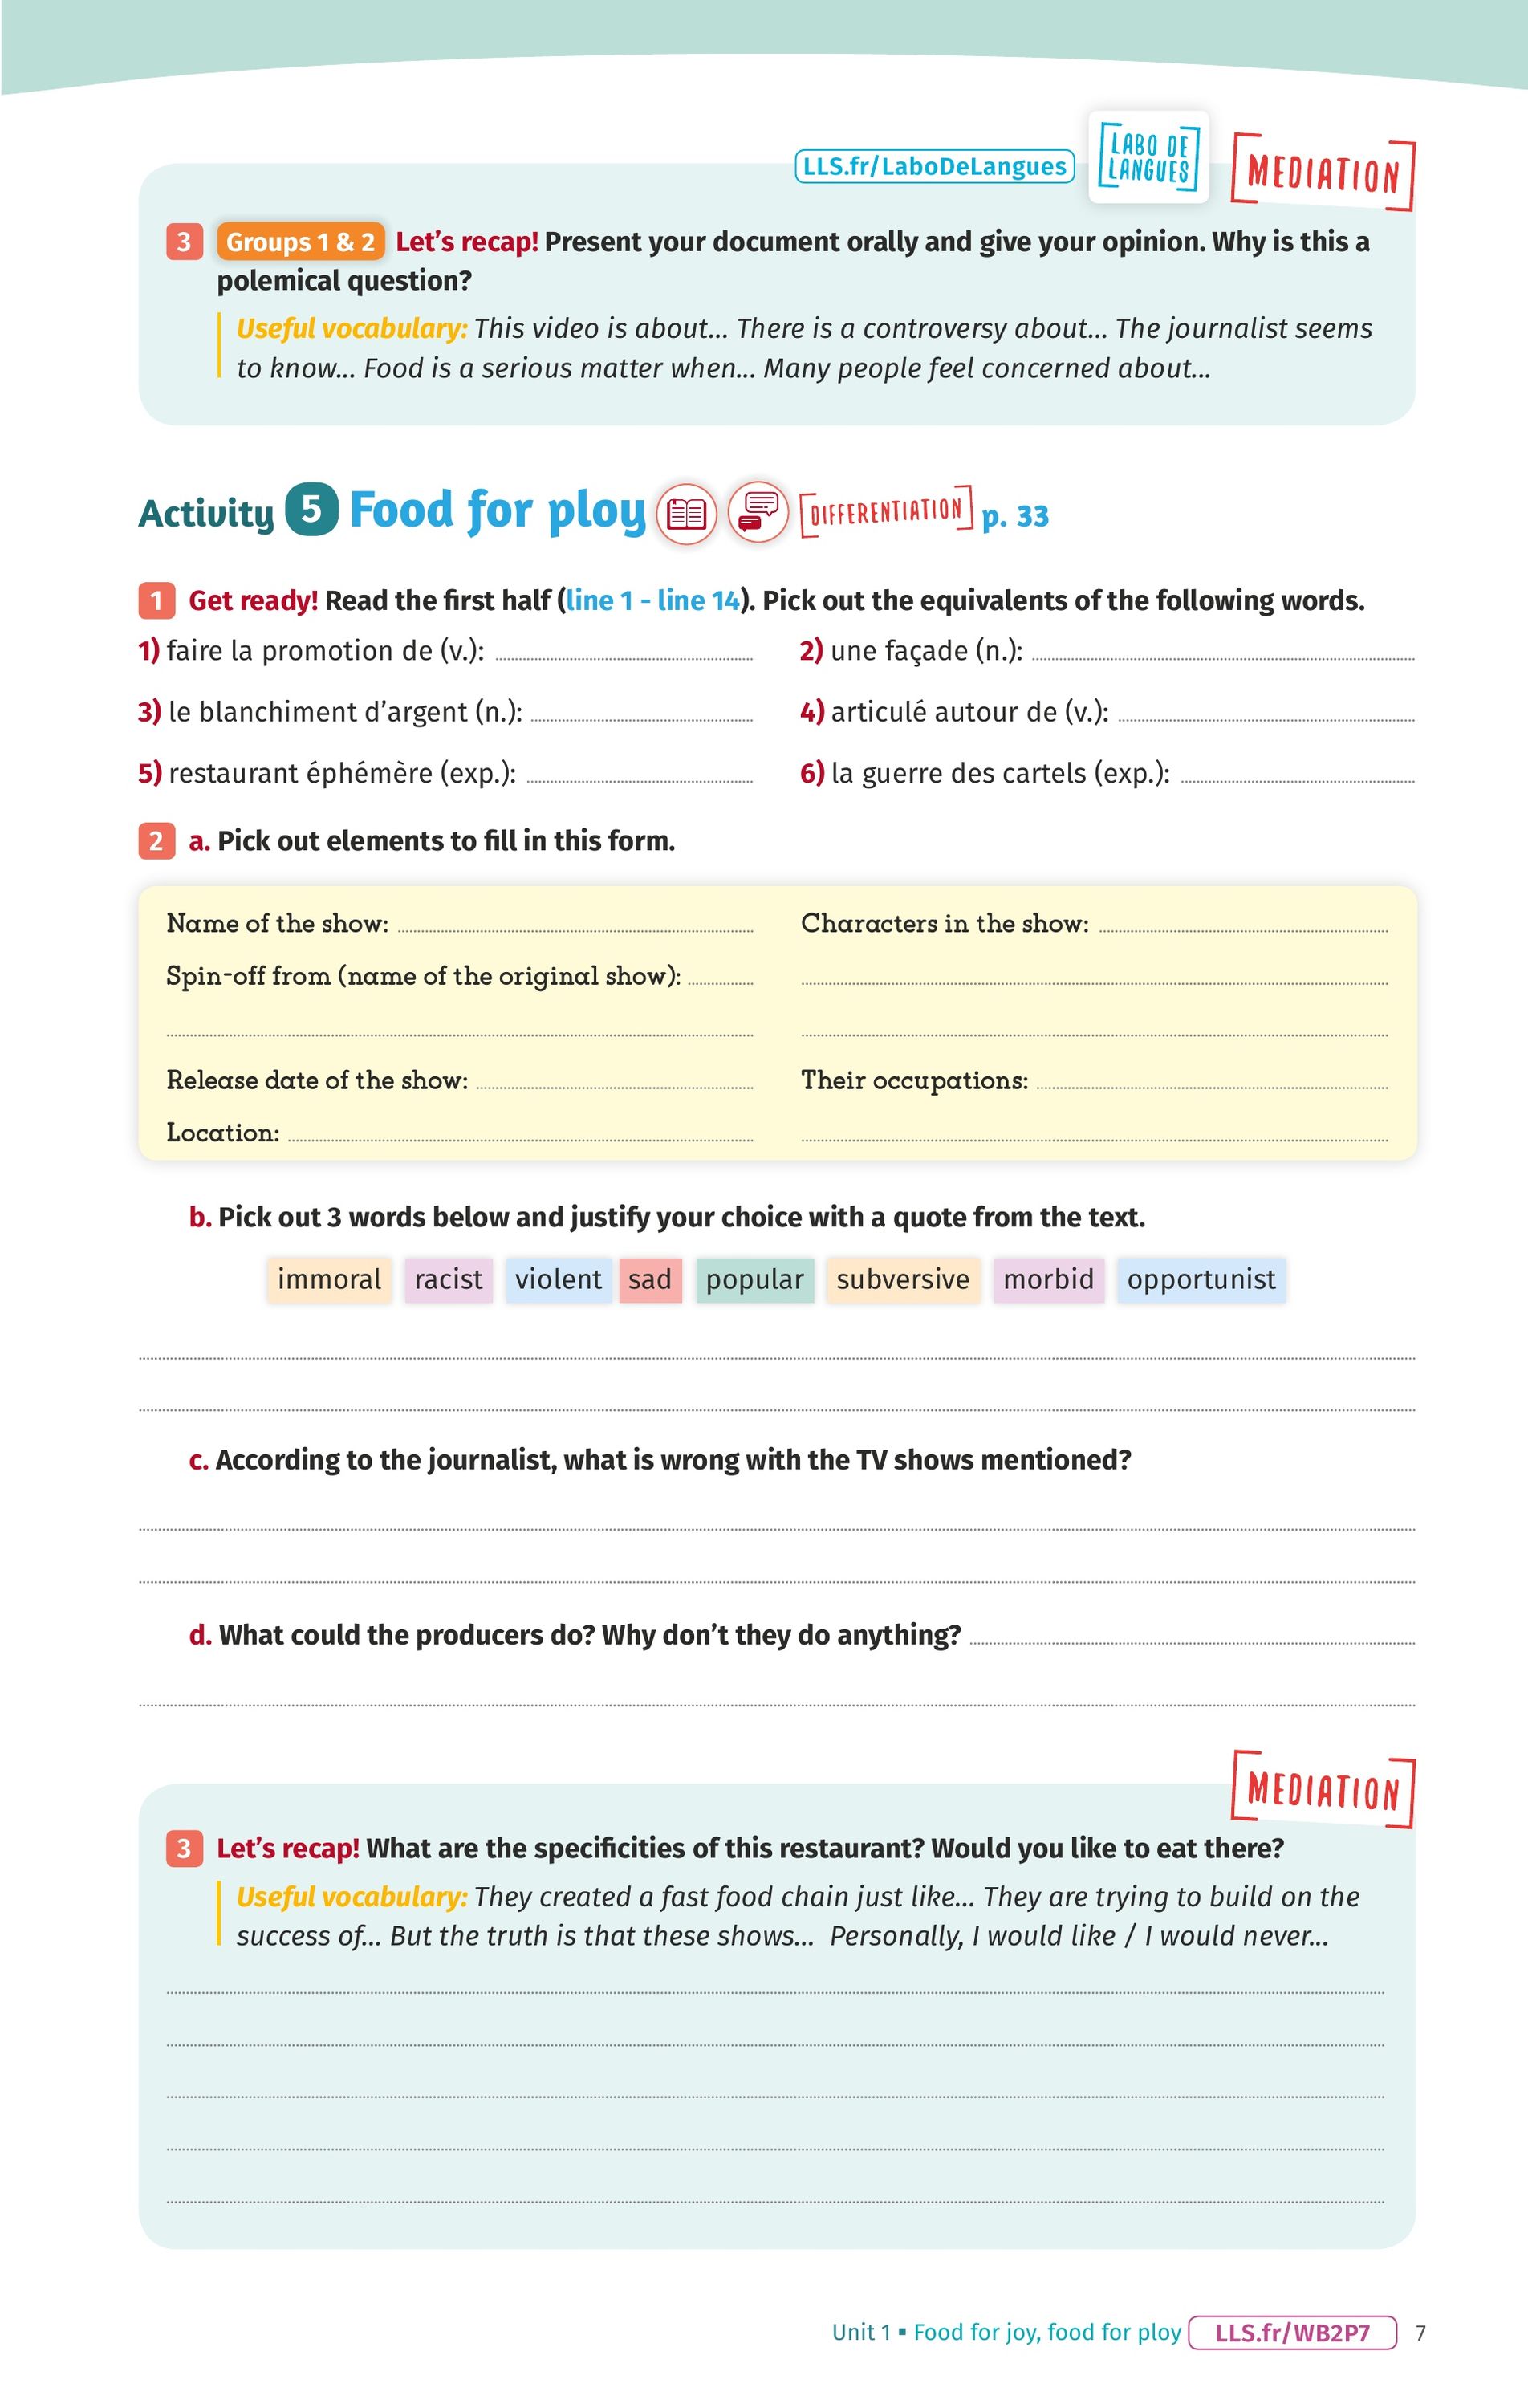 LLS.fr/LaboDeLangues
LABO DE
LANGUES
MEDIATION
3 Groups 1 & 2 Let's recap! Present your document orally and give your opinion. Why is this a
polemical question?
Useful vocabulary: This video is about... There is a controversy about... The journalist seems
to know... Food is a serious matter when... Many people feel concerned about...
Activity 5 Food for ploy DIFFERENTIATION p. 33
1 Get ready! Read the first half (line 1 - line 14). Pick out the equivalents of the following words.
1) faire la promotion de (v.):
2) une façade (n.):
3) le blanchiment d'argent (n.):
4) articulé autour de (v.):
5) restaurant éphémère (exp.):
6) la guerre des cartels (exp.):
2 a. Pick out elements to fill in this form.
Name of the show:
Spin-off from (name of the original show):
Release date of the show:
Location:
Characters in the show:
Their occupations:
b. Pick out 3 words below and justify your choice with a quote from the text.
immoral racist violent sad popular subversive morbid opportunist
c. According to the journalist, what is wrong with the TV shows mentioned?
d. What could the producers do? Why don't they do anything?
MEDIATION
3 Let's recap! What are the specificities of this restaurant? Would you like to eat there?
Useful vocabulary: They created a fast food chain just like... They are trying to build on the
success of... But the truth is that these shows... Personally, I would like / I would never...
Unit 1 ▪ Food for joy, food for ploy LLS.fr/WB2P7 7